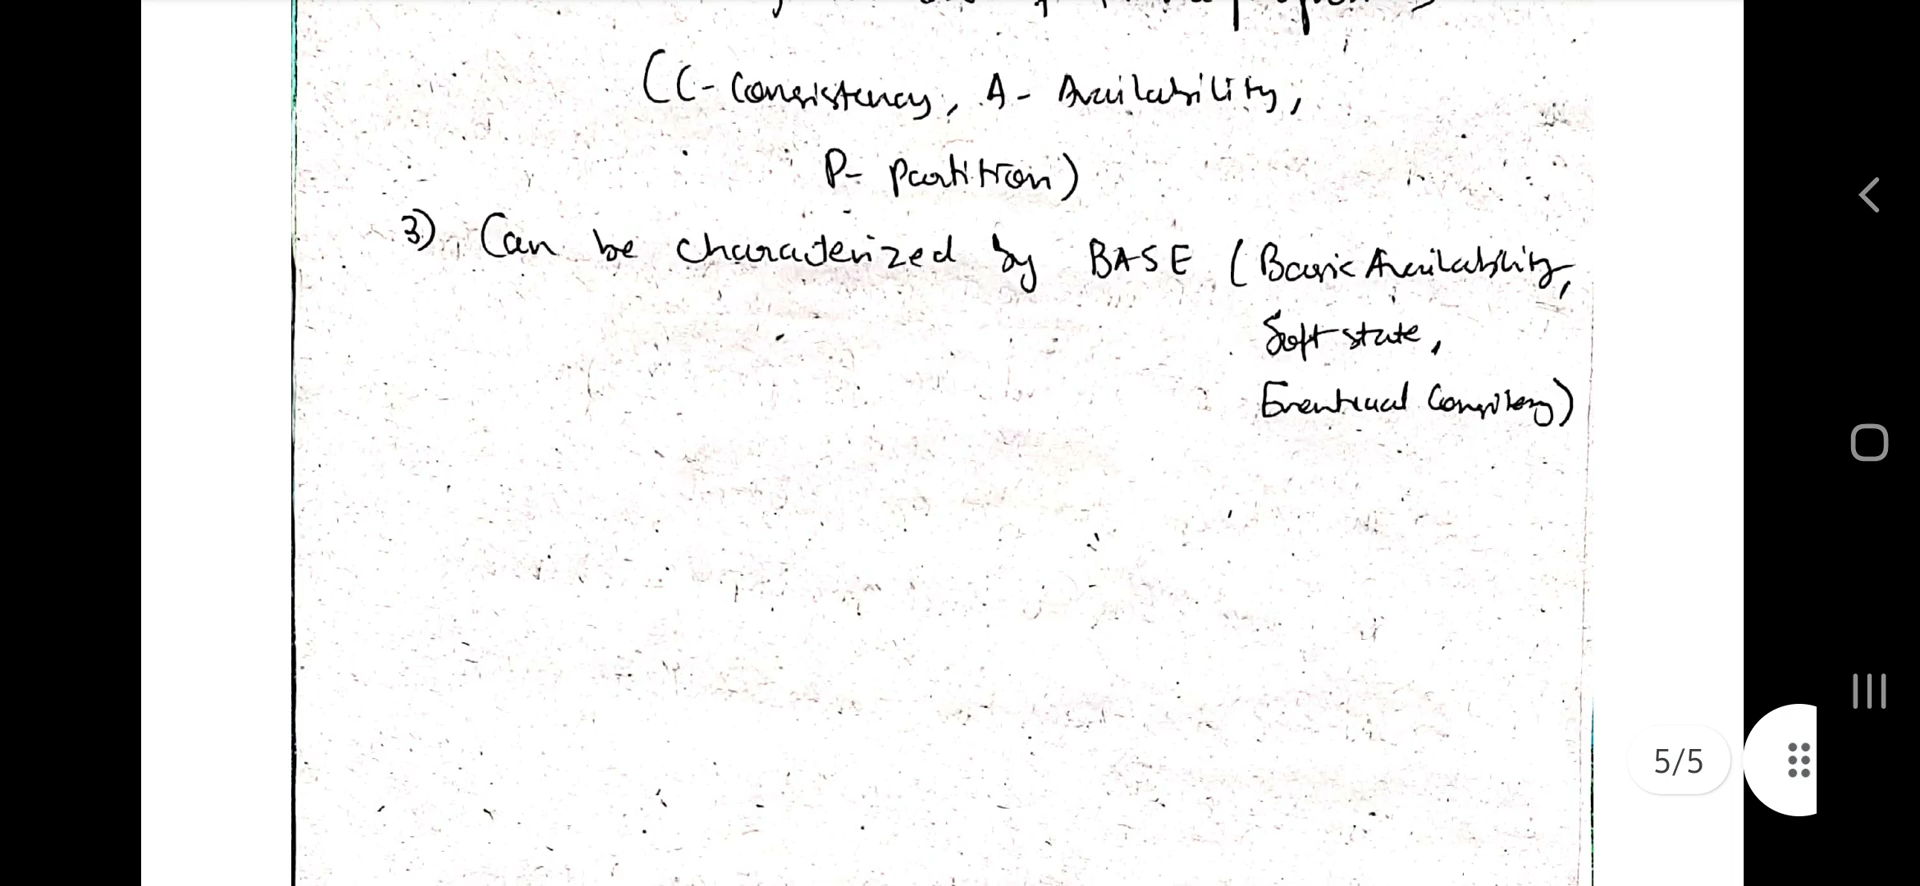 (C-Consistency, A- Availability,
P- Partition)
3) Can be characterized by BASE (Basic Availability,
Soft state,
Eventual Consistency)
5/5